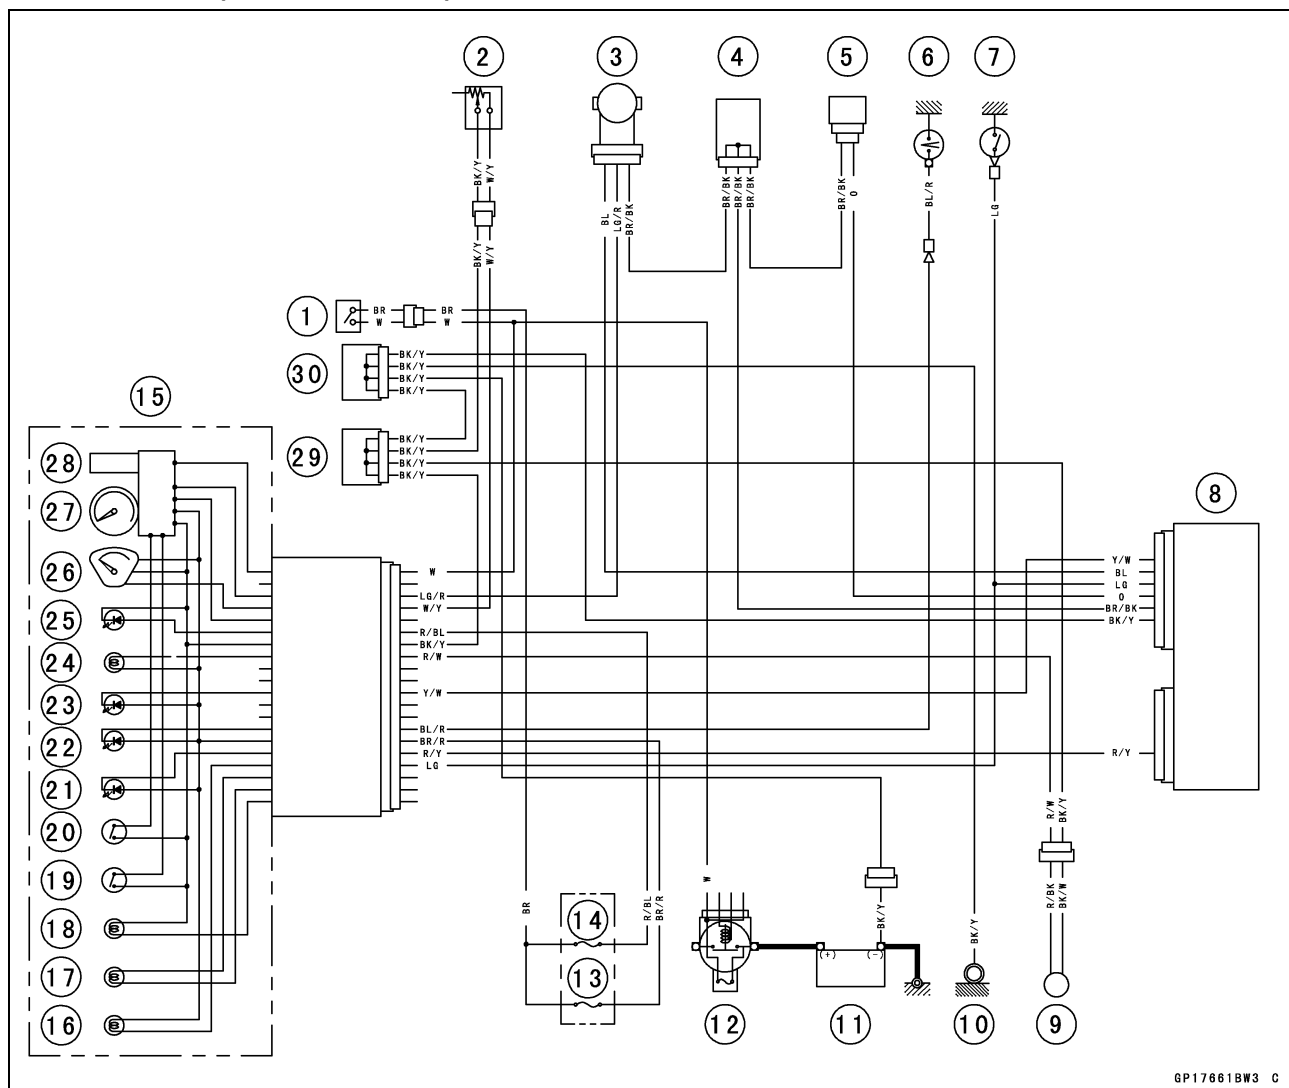 2
3
4
5
6
7
BK/Y
W/Y
BL
LG/R
BR/BK
BR/BK
BR/BK
BR/BK
BR/BK
O
BL/R
LG
BK/Y
W/Y
1
BR
W
BR
W
30
BK/Y
BK/Y
BK/Y
BK/Y
15
29
BK/Y
BK/Y
BK/Y
BK/Y
28
27
26
25
24
23
22
21
20
19
18
17
16
W
LG/R
W/Y
R/BL
BK/Y
R/W
Y/W
BL/R
BR/R
R/Y
LG
8
Y/W
BL
LG
O
BR/BK
BK/Y
R/Y
R/W
BK/Y
R/BK
BK/W
BR
R/BL
BR/R
W
BK/Y
BK/Y
14
13
(+)
(-)
12
11
10
9
GP17661BW3 C